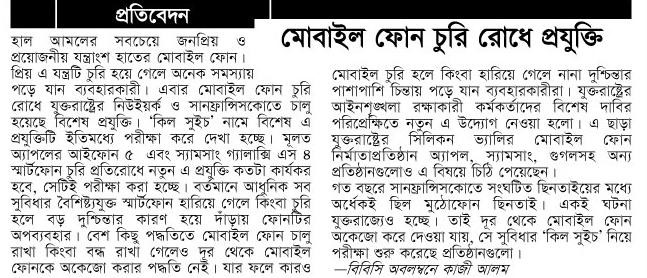 প্রতিবেদন
মোবাইল ফোন চুরি রোধে প্রযুক্তি
হাল আমলের সবচেয়ে জনপ্রিয় ও
প্রয়োজনীয় যন্ত্রাংশ হাতের মোবাইল ফোন।
প্রিয় এ যন্ত্রটি চুরি হয়ে গেলে অনেক সমস্যায়
পড়ে যান ব্যবহারকারী। এবার মোবাইল ফোন চুরি
রোধে যুক্তরাষ্ট্রের নিউইয়র্ক ও সানফ্রান্সিসকোতে চালু
হয়েছে বিশেষ প্রযুক্তি। ‘কিল সুইচ’ নামে বিশেষ এ
প্রযুক্তিটি ইতিমধ্যে পরীক্ষা করে দেখা হচ্ছে। মূলত
অ্যাপলের আইফোন ৫ এবং স্যামসাং গ্যালাক্সি এস ৪
স্মার্টফোন চুরি প্রতিরোধে নতুন এ প্রযুক্তি কতটা কার্যকর
হবে, সেটিই পরীক্ষা করা হচ্ছে। বর্তমানে আধুনিক সব
সুবিধার বৈশিষ্ট্যযুক্ত স্মার্টফোন হারিয়ে গেলে কিংবা চুরি
হলে বড় দুশ্চিন্তার কারণ হয়ে দাঁড়ায় ফোনটির
অপব্যবহার। বেশ কিছু পদ্ধতিতে মোবাইল ফোন চালু
রাখা কিংবা বন্ধ রাখা গেলেও দূর থেকে মোবাইল
ফোনকে অকেজো করার পদ্ধতি নেই। যার ফলে কারও
মোবাইল চুরি হলে কিংবা হারিয়ে গেলে নানা দুশ্চিন্তার
পাশাপাশি চিন্তায় পড়ে যান ব্যবহারকারীরা। যুক্তরাষ্ট্রের
আইনশৃঙ্খলা রক্ষাকারী কর্মকর্তাদের বিশেষ দাবির
পরিপ্রেক্ষিতে নতুন এ উদ্যোগ নেওয়া হলো। এ ছাড়া
যুক্তরাষ্ট্রের সিলিকন ভ্যালির মোবাইল ফোন
নির্মাতাপ্রতিষ্ঠান অ্যাপল, স্যামসাং, গুগলসহ অন্য
প্রতিষ্ঠানগুলোও এ বিষয়ে চিঠি পেয়েছেন।
গত বছরে সানফ্রান্সিসকোতে সংঘটিত ছিনতাইয়ের মধ্যে
অর্ধেকই ছিল মুঠোফোন ছিনতাই। একই ঘটনা
যুক্তরাজ্যেও হচ্ছে। তাই দূর থেকে মোবাইল ফোন
অকেজো করে দেওয়া যায়, সে সুবিধার ‘কিল সুইচ’ নিয়ে
পরীক্ষা শুরু করেছে প্রতিষ্ঠানগুলো।
—বিবিসি অবলম্বনে কাজী আলম